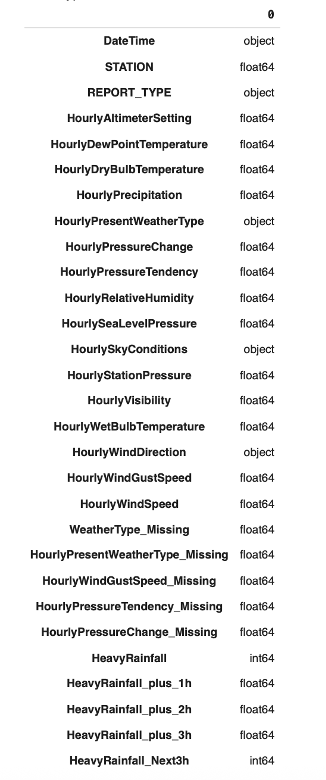 0
DateTime object
STATION float64
REPORT_TYPE object
HourlyAltimeterSetting float64
HourlyDewPointTemperature float64
HourlyDryBulbTemperature float64
HourlyPrecipitation float64
HourlyPresentWeatherType object
HourlyPressureChange float64
HourlyPressureTendency float64
HourlyRelativeHumidity float64
HourlySeaLevelPressure float64
HourlySkyConditions object
HourlyStationPressure float64
HourlyVisibility float64
HourlyWetBulbTemperature float64
HourlyWindDirection object
HourlyWindGustSpeed float64
HourlyWindSpeed float64
WeatherType_Missing float64
HourlyPresentWeatherType_Missing float64
HourlyWindGustSpeed_Missing float64
HourlyPressureTendency_Missing float64
HourlyPressureChange_Missing float64
HeavyRainfall int64
HeavyRainfall_plus_1h float64
HeavyRainfall_plus_2h float64
HeavyRainfall_plus_3h float64
HeavyRainfall_Next3h int64